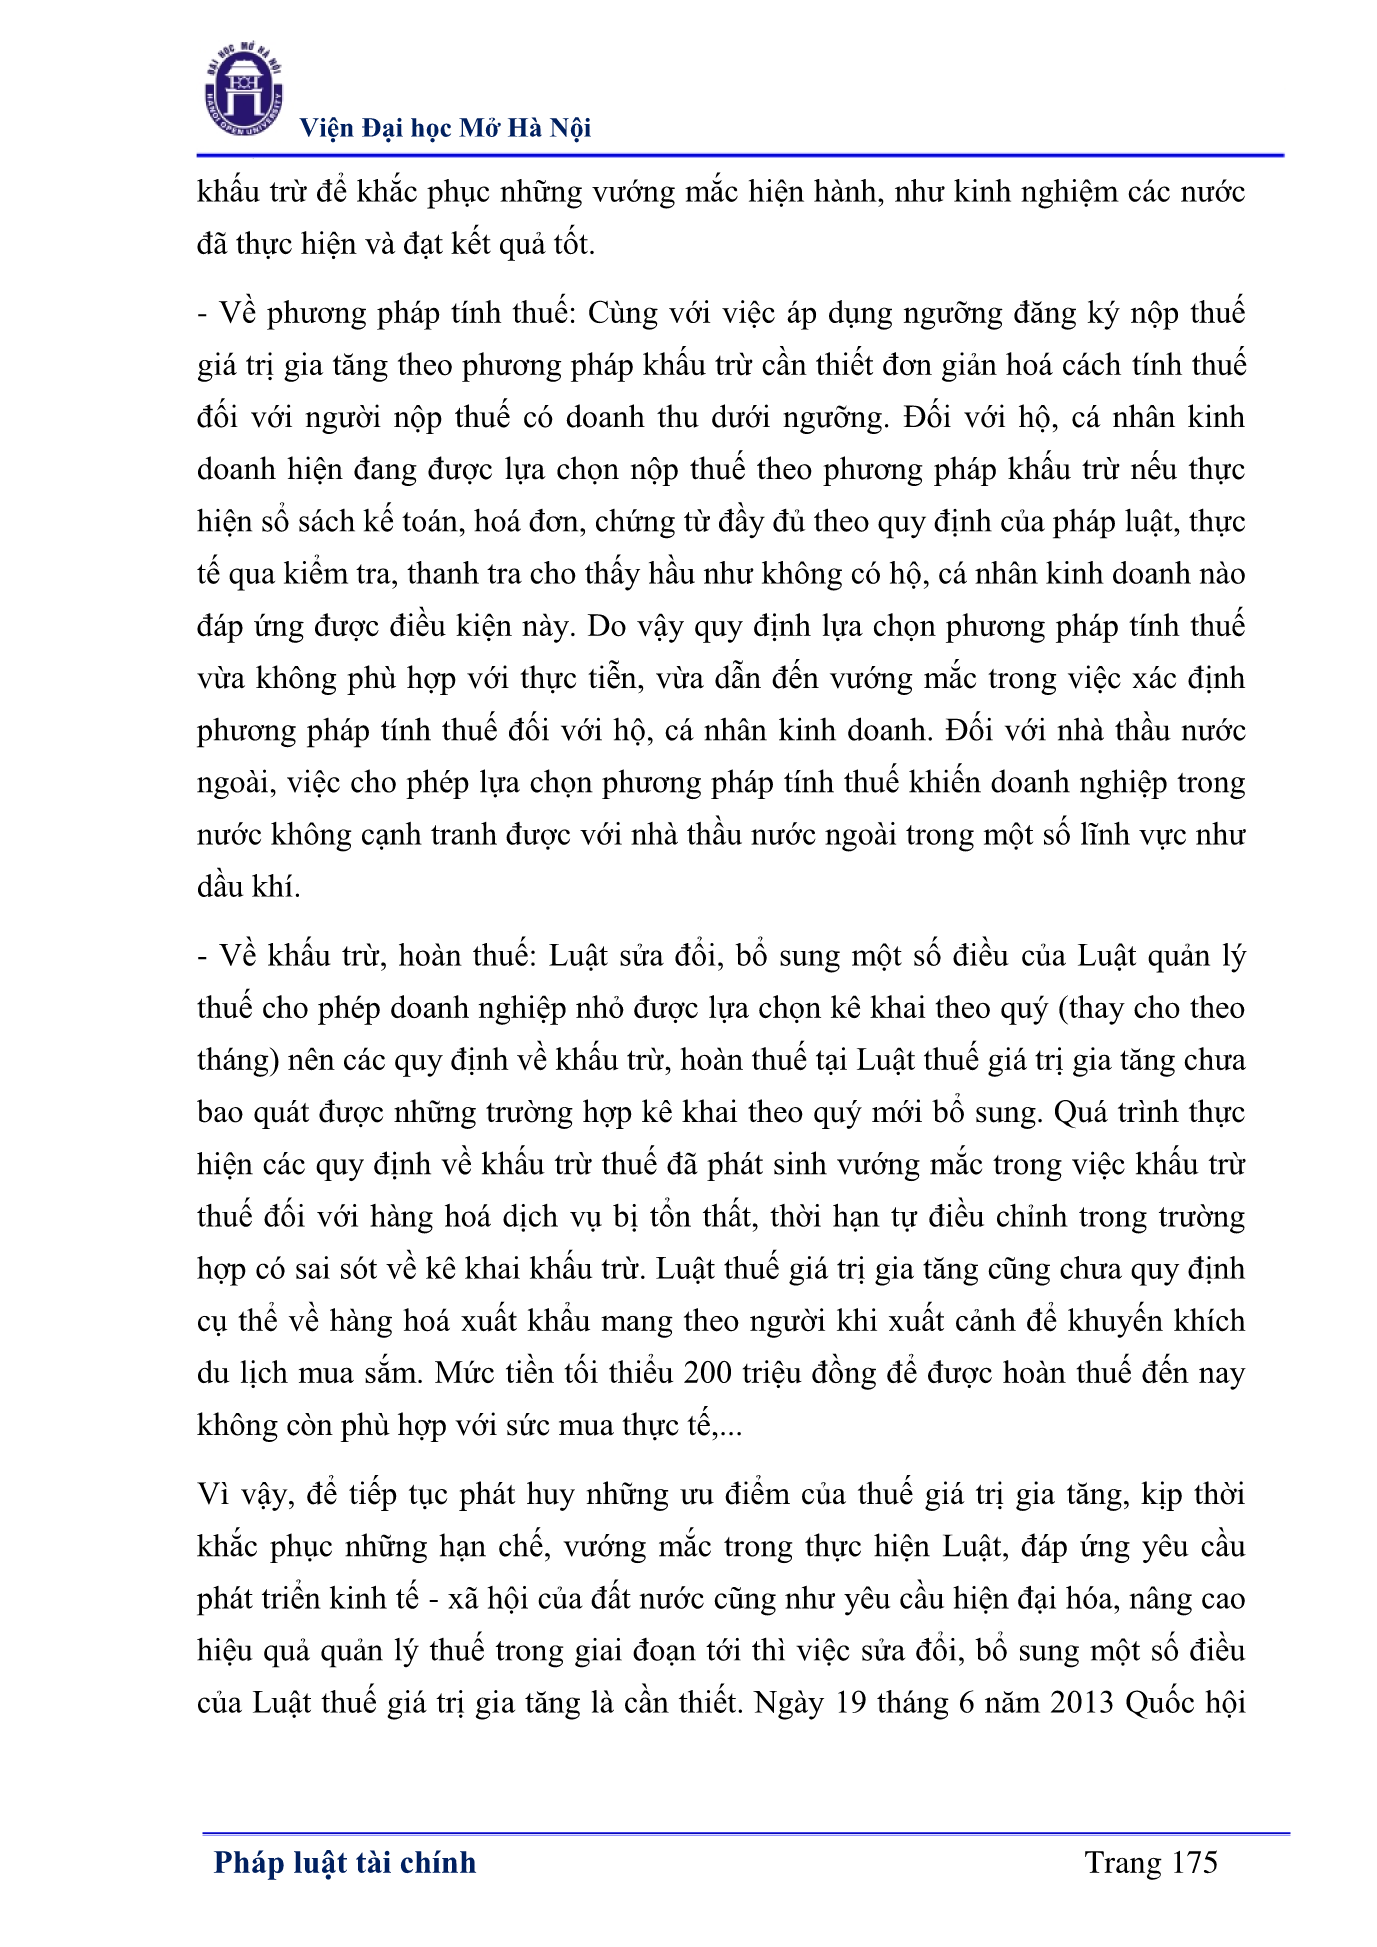 ĐẠI HỌC MỞ HÀ NỘI
HANOI OPEN UNIVERSITY
Viện Đại học Mở Hà Nội
khấu trừ để khắc phục những vướng mắc hiện hành, như kinh nghiệm các nước
đã thực hiện và đạt kết quả tốt.
- Về phương pháp tính thuế: Cùng với việc áp dụng ngưỡng đăng ký nộp thuế
giá trị gia tăng theo phương pháp khấu trừ cần thiết đơn giản hoá cách tính thuế
đối với người nộp thuế có doanh thu dưới ngưỡng. Đối với hộ, cá nhân kinh
doanh hiện đang được lựa chọn nộp thuế theo phương pháp khấu trừ nếu thực
hiện sổ sách kế toán, hoá đơn, chứng từ đầy đủ theo quy định của pháp luật, thực
tế qua kiểm tra, thanh tra cho thấy hầu như không có hộ, cá nhân kinh doanh nào
đáp ứng được điều kiện này. Do vậy quy định lựa chọn phương pháp tính thuế
vừa không phù hợp với thực tiễn, vừa dẫn đến vướng mắc trong việc xác định
phương pháp tính thuế đối với hộ, cá nhân kinh doanh. Đối với nhà thầu nước
ngoài, việc cho phép lựa chọn phương pháp tính thuế khiến doanh nghiệp trong
nước không cạnh tranh được với nhà thầu nước ngoài trong một số lĩnh vực như
dầu khí.
- Về khấu trừ, hoàn thuế: Luật sửa đổi, bổ sung một số điều của Luật quản lý
thuế cho phép doanh nghiệp nhỏ được lựa chọn kê khai theo quý (thay cho theo
tháng) nên các quy định về khấu trừ, hoàn thuế tại Luật thuế giá trị gia tăng chưa
bao quát được những trường hợp kê khai theo quý mới bổ sung. Quá trình thực
hiện các quy định về khấu trừ thuế đã phát sinh vướng mắc trong việc khấu trừ
thuế đối với hàng hoá dịch vụ bị tổn thất, thời hạn tự điều chỉnh trong trường
hợp có sai sót về kê khai khấu trừ. Luật thuế giá trị gia tăng cũng chưa quy định
cụ thể về hàng hoá xuất khẩu mang theo người khi xuất cảnh để khuyến khích
du lịch mua sắm. Mức tiền tối thiểu 200 triệu đồng để được hoàn thuế đến nay
không còn phù hợp với sức mua thực tế,...
Vì vậy, để tiếp tục phát huy những ưu điểm của thuế giá trị gia tăng, kịp thời
khắc phục những hạn chế, vướng mắc trong thực hiện Luật, đáp ứng yêu cầu
phát triển kinh tế - xã hội của đất nước cũng như yêu cầu hiện đại hóa, nâng cao
hiệu quả quản lý thuế trong giai đoạn tới thì việc sửa đổi, bổ sung một số điều
của Luật thuế giá trị gia tăng là cần thiết. Ngày 19 tháng 6 năm 2013 Quốc hội
Pháp luật tài chính
Trang 175